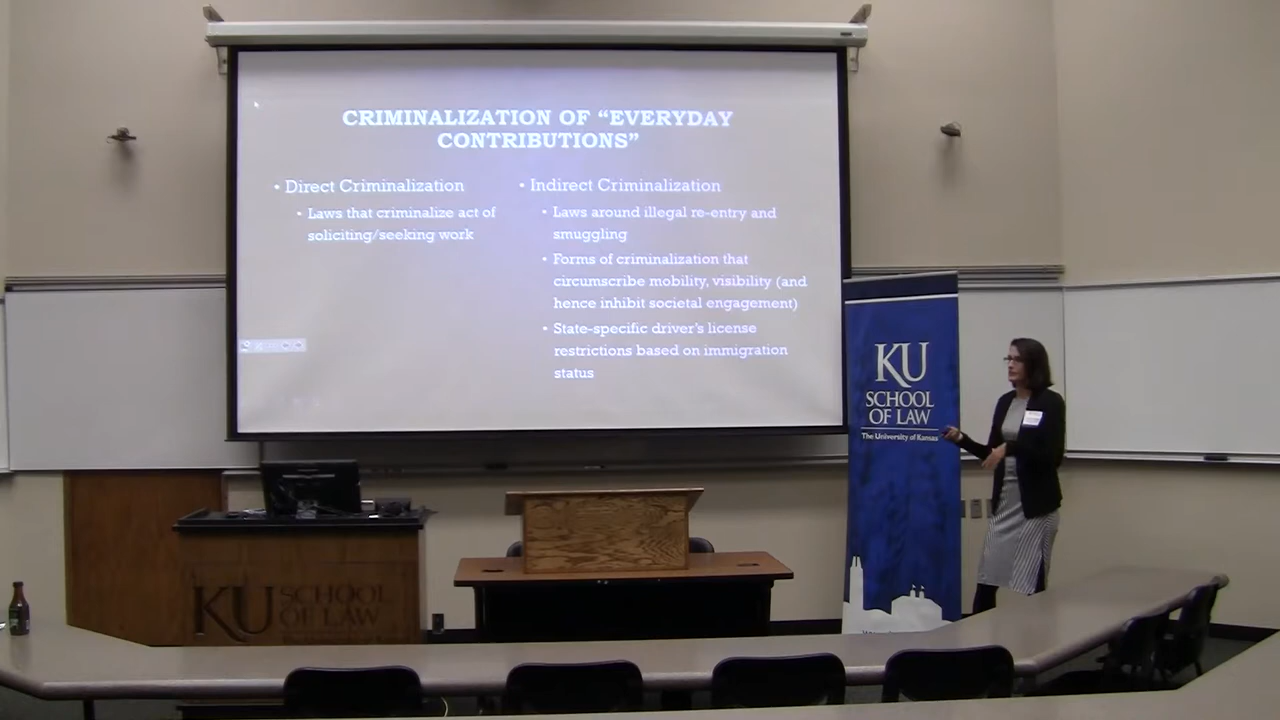 CRIMINALIZATION OF “EVERYDAY
CONTRIBUTIONS”
• Direct Criminalization
• Laws that criminalize act of
soliciting/seeking work
• Indirect Criminalization
• Laws around illegal re-entry and
smuggling
• Forms of criminalization that
circumscribe mobility, visibility (and
hence inhibit societal engagement)
• State-specific driver’s license
restrictions based on immigration
status
KU
SCHOOL
OF LAW
The University of Kansas
KU SCHOOL
OF LAW